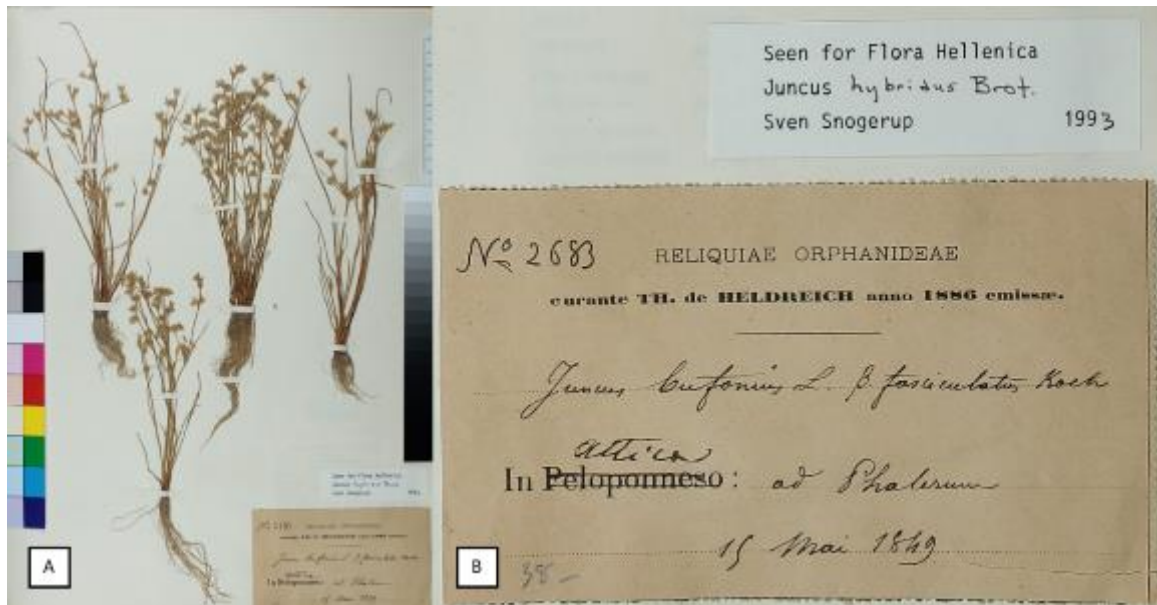 A
B
Seen for Flora Hellenica
Juncus hybridus Brot.
Sven Snogerup 1993
Nº 2683 RELIQUIAE ORPHANIDEAE
curante TH. de HELDREICH anno 1886 emissæ.
Juncus bufonius L. β. fasciculatus Koch
Attica
In Peloponneso: ad Phalerum
15 Mai 1849
38-